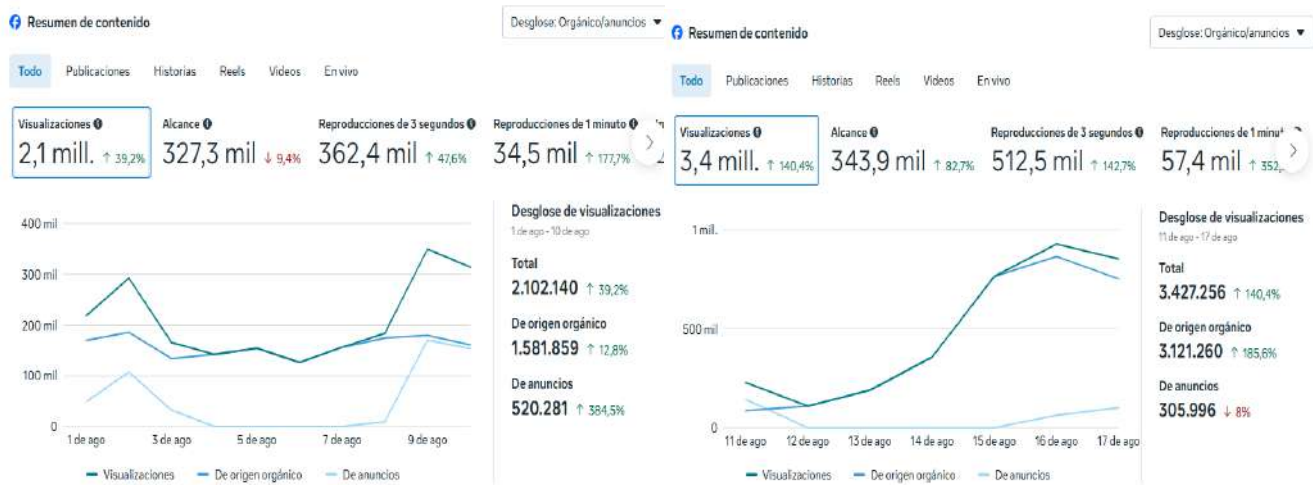 Resumen de contenido
Desglose: Orgánico/anuncios
Todo Publicaciones Historias Reels Videos En vivo
Visualizaciones Alcance Reproducciones de 3 segundos Reproducciones de 1 minuto
2,1 mill. ↑ 39,2% 327,3 mil ↓ 9,4% 362,4 mil ↑ 47,6% 34,5 mil ↑ 177,7%
400 mil
300 mil
200 mil
100 mil
0
1 de ago 3 de ago 5 de ago 7 de ago 9 de ago
Visualizaciones De origen orgánico De anuncios
Desglose de visualizaciones
1 de ago - 10 de ago
Total
2.102.140 ↑ 39,2%
De origen orgánico
1.581.859 ↑ 12,8%
De anuncios
520.281 ↑ 384,5%
Resumen de contenido
Desglose: Orgánico/anuncios
Todo Publicaciones Historias Reels Videos En vivo
Visualizaciones Alcance Reproducciones de 3 segundos Reproducciones de 1
3,4 mill. ↑ 140,4% 343,9 mil ↑ 82,7% 512,5 mil ↑ 142,7% 57,4 mil ↑
1 mill.
500 mil
0
11 de ago 12 de ago 13 de ago 14 de ago 15 de ago 16 de ago 17 de ago
Visualizaciones De origen orgánico De anuncios
Desglose de visualizaciones
11 de ago - 17 de ago
Total
3.427.256 ↑ 140,4%
De origen orgánico
3.121.260 ↑ 185,6%
De anuncios
305.996 ↓ 8%